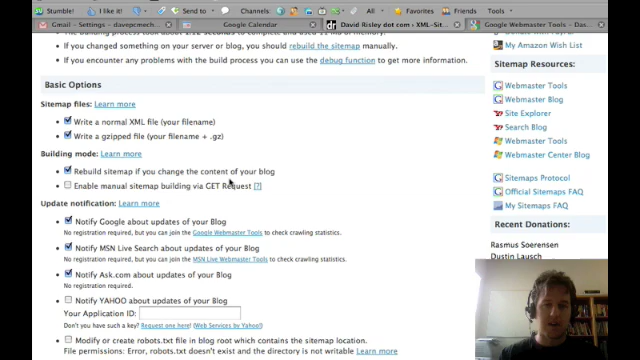 Stumble! I like it! Send to All Favorites Friends Tools
Gmail - Settings - davepcmech... Google Calendar David Risley dot com › XML-Sit... Google Webmaster Tools - Das...
If you changed something on your server or blog, you should rebuild the sitemap manually.
If you encounter any problems with the build process you can use the debug function to get more information.
Basic Options
Sitemap files: Learn more
Write a normal XML file (your filename)
Write a gzipped file (your filename + .gz)
Building mode: Learn more
Rebuild sitemap if you change the content of your blog
Enable manual sitemap building via GET Request [?]
Update notification: Learn more
Notify Google about updates of your Blog
No registration required, but you can join the Google Webmaster Tools to check crawling statistics.
Notify MSN Live Search about updates of your Blog
No registration required, but you can join the MSN Live Webmaster Tools to check crawling statistics.
Notify Ask.com about updates of your Blog
No registration required.
Notify YAHOO about updates of your Blog
Your Application ID:
Don't you have such a key? Request one here! (Web Services by Yahoo!)
Modify or create robots.txt file in blog root which contains the sitemap location.
File permissions: Error, robots.txt doesn't exist and the directory is not writable Learn more
My Amazon Wish List
Sitemap Resources:
Webmaster Tools
Webmaster Blog
Site Explorer
Search Blog
Webmaster Tools
Webmaster Center Blog
Sitemaps Protocol
Official Sitemaps FAQ
My Sitemaps FAQ
Recent Donations:
Rasmus Soerensen
Dustin Lausch